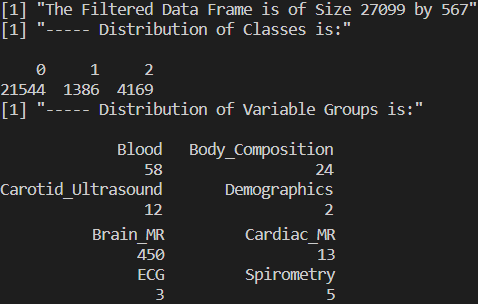 [1] "The Filtered Data Frame is of Size 27099 by 567"
[1] "----- Distribution of Classes is:"
0 1 2
21544 1386 4169
[1] "----- Distribution of Variable Groups is:"
Blood Body_Composition
58 24
Carotid_Ultrasound Demographics
12 2
Brain_MR Cardiac_MR
450 13
ECG Spirometry
3 5